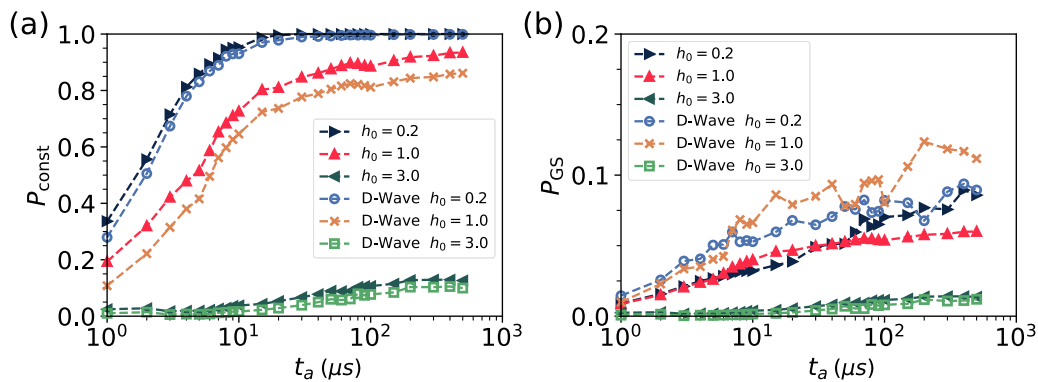 (a)
1.0
0.8
0.6
0.4
0.2
0.0
P_const
10^0
10^1
10^2
10^3
t_a (μs)
h_0 = 0.2
h_0 = 1.0
h_0 = 3.0
D-Wave h_0 = 0.2
D-Wave h_0 = 1.0
D-Wave h_0 = 3.0
(b)
0.2
0.1
0.0
P_GS
10^0
10^1
10^2
10^3
t_a (μs)
h_0 = 0.2
h_0 = 1.0
h_0 = 3.0
D-Wave h_0 = 0.2
D-Wave h_0 = 1.0
D-Wave h_0 = 3.0